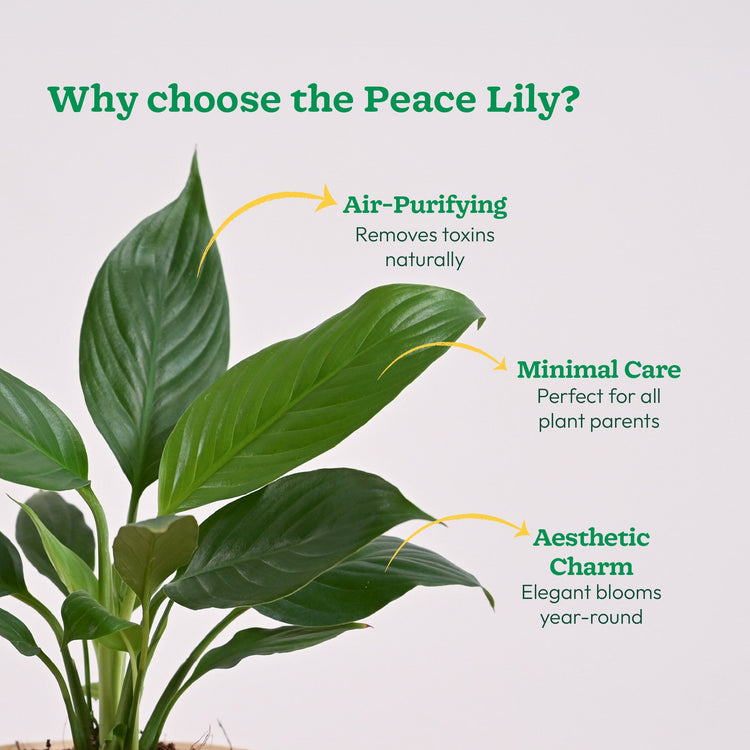 Why choose the Peace Lily?
Air-Purifying
Removes toxins
naturally
Minimal Care
Perfect for all
plant parents
Aesthetic
Charm
Elegant blooms
year-round